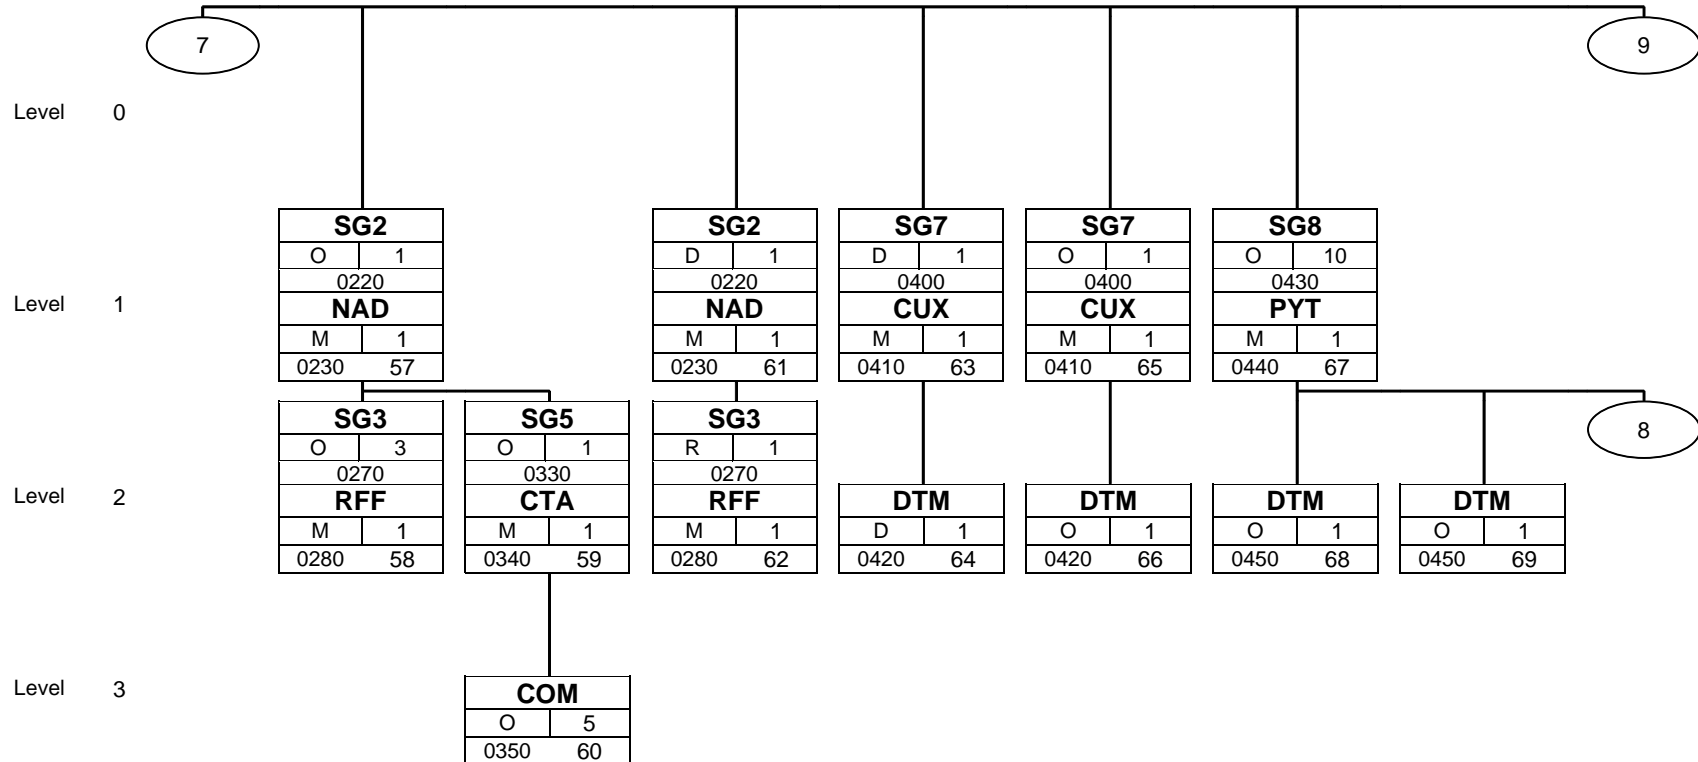 7
9
Level 0
SG2 SG2 SG7 SG7 SG8
O 1 D 1 D 1 O 1 O 10
0220 0220 0400 0400 0430
Level 1 NAD NAD CUX CUX PYT
M 1 M 1 M 1 M 1 M 1
0230 57 0230 61 0410 63 0410 65 0440 67
SG3 SG5 SG3
O 3 O 1 R 1 8
0270 0330 0270
Level 2 RFF CTA RFF DTM DTM DTM DTM
M 1 M 1 M 1 D 1 O 1 O 1 O 1
0280 58 0340 59 0280 62 0420 64 0420 66 0450 68 0450 69
Level 3 COM
O 5
0350 60